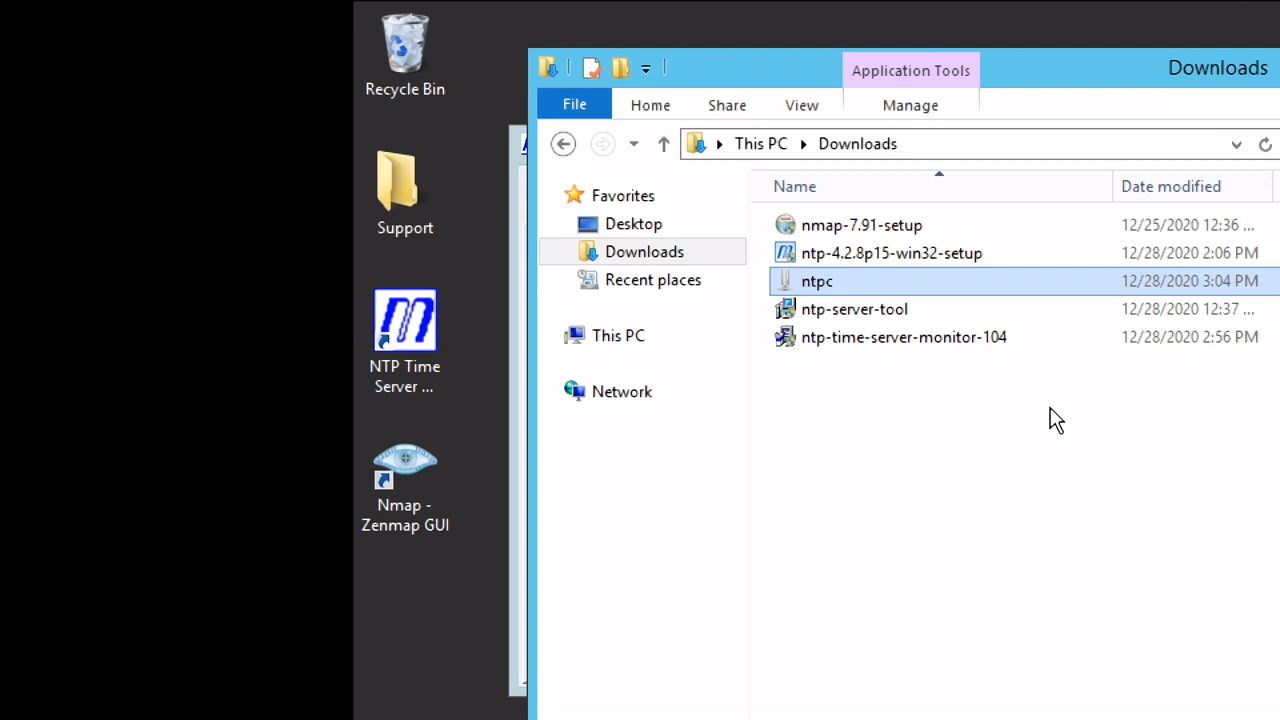 Recycle Bin
Support
NTP Time
Server ...
Nmap -
Zenmap GUI
Application Tools
Downloads
File
Home
Share
View
Manage
This PC
Downloads
Favorites
Desktop
Downloads
Recent places
This PC
Network
Name
Date modified
nmap-7.91-setup
12/25/2020 12:36 ...
ntp-4.2.8p15-win32-setup
12/28/2020 2:06 PM
ntpc
12/28/2020 3:04 PM
ntp-server-tool
12/28/2020 12:37 ...
ntp-time-server-monitor-104
12/28/2020 2:56 PM